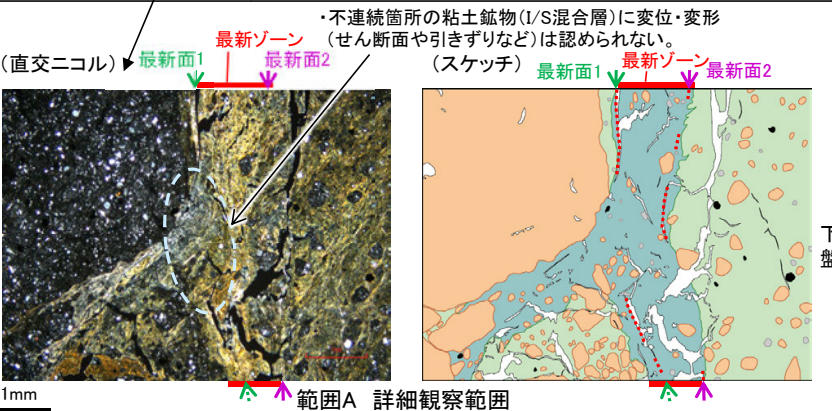 ・不連続箇所の粘土鉱物(I/S混合層)に変位・変形
(せん断面や引きずりなど)は認められない。
(直交ニコル)
最新面1
最新ゾーン
最新面2
(スケッチ)
最新面1
最新ゾーン
最新面2
下
盤
1mm
範囲A 詳細観察範囲